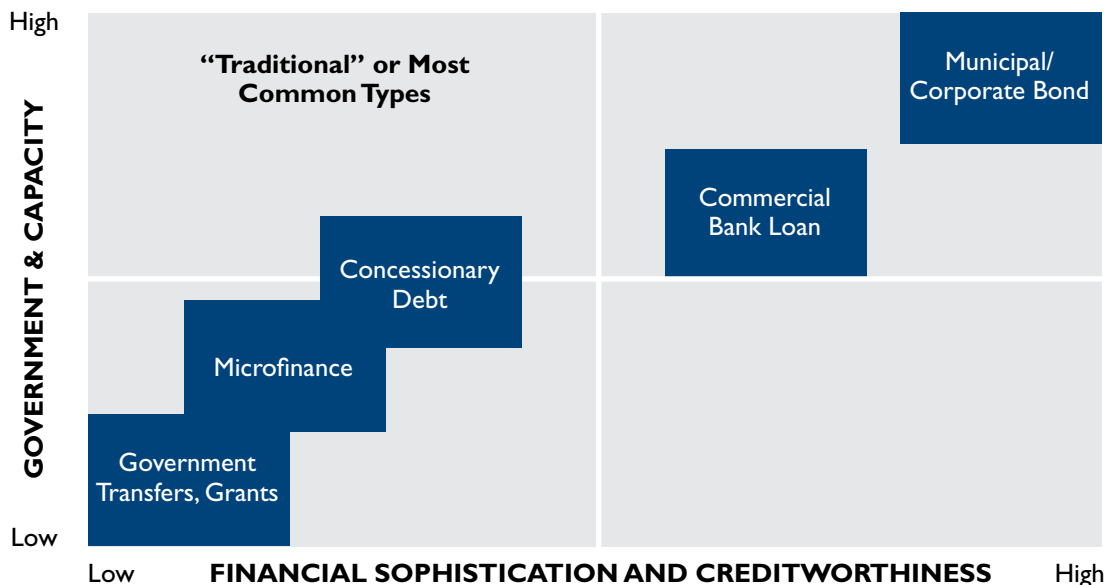 High
“Traditional” or Most
Common Types
Municipal/
Corporate Bond
Commercial
Bank Loan
Concessionary
Debt
Microfinance
Government
Transfers, Grants
GOVERNMENT & CAPACITY
Low
Low
FINANCIAL SOPHISTICATION AND CREDITWORTHINESS
High